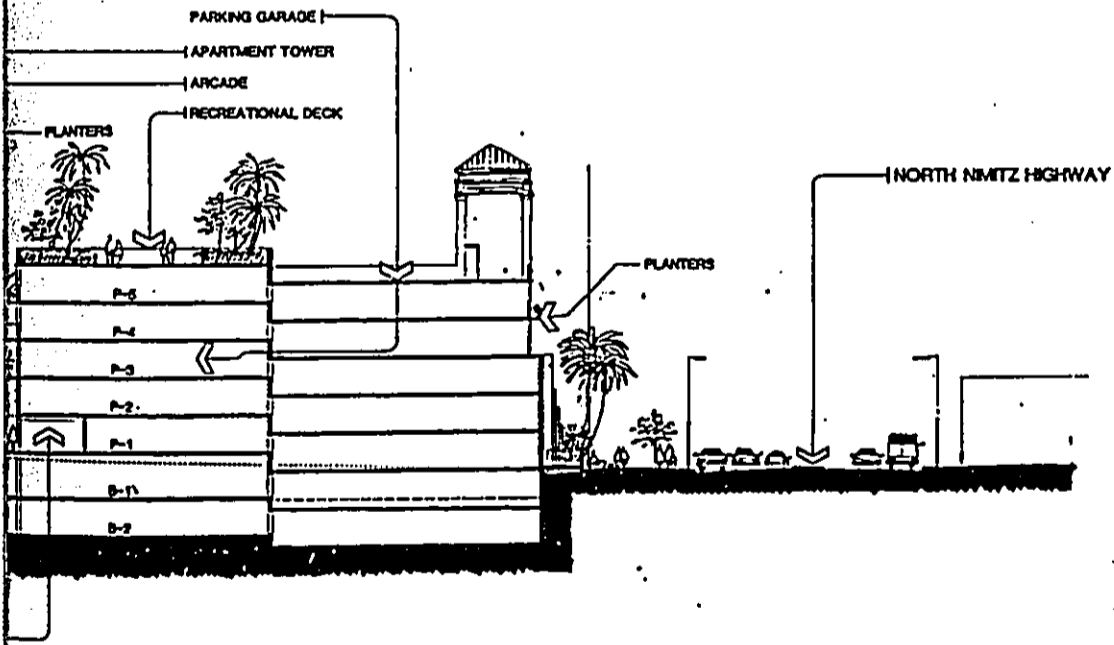 PARKING GARAGE
APARTMENT TOWER
ARCADE
RECREATIONAL DECK
PLANTERS
NORTH NIMITZ HIGHWAY
PLANTERS
P-5
P-4
P-3
P-2
P-1
B-1
B-2